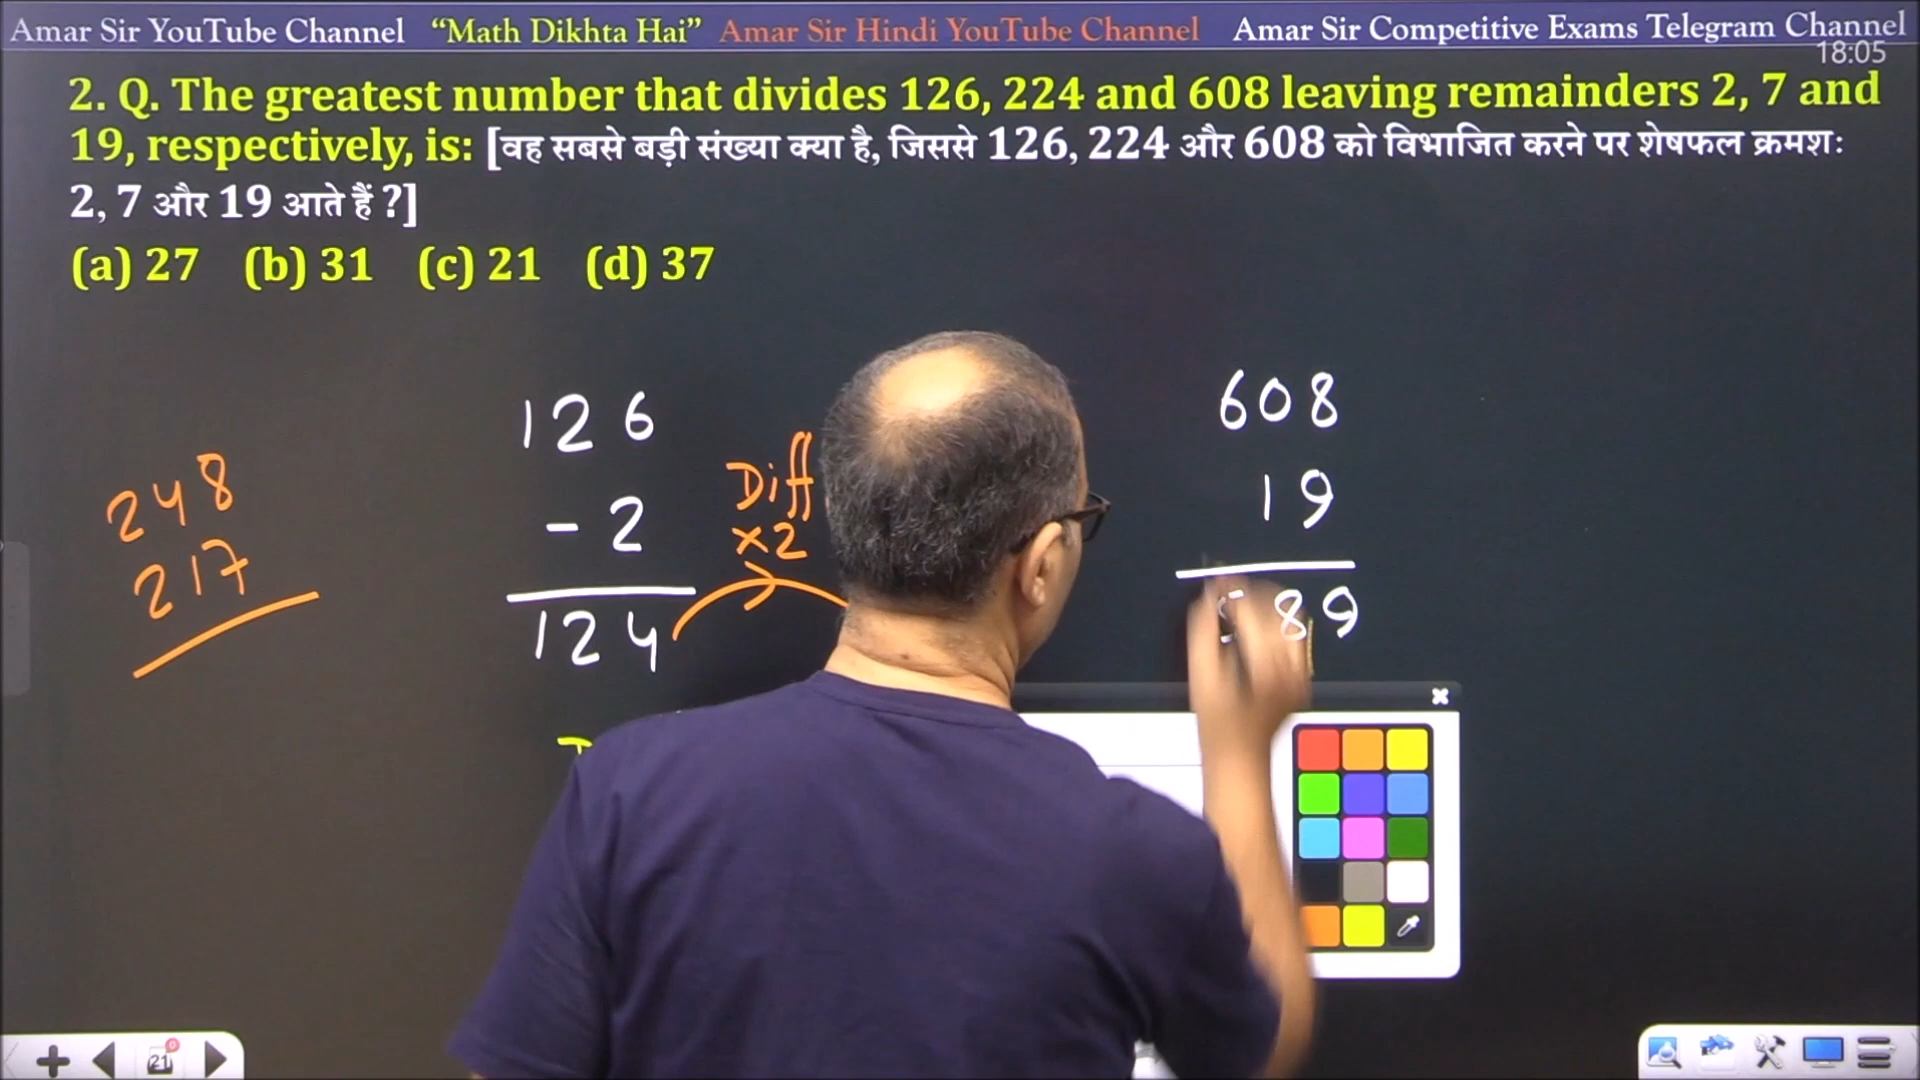 Amar Sir YouTube Channel “Math Dikhta Hai” Amar Sir Hindi YouTube Channel Amar Sir Competitive Exams Telegram Channel
18:05
2. Q. The greatest number that divides 126, 224 and 608 leaving remainders 2, 7 and
19, respectively, is: [वह सबसे बड़ी संख्या क्या है, जिससे 126, 224 और 608 को विभाजित करने पर शेषफल क्रमशः
2, 7 और 19 आते हैं ?]
(a) 27 (b) 31 (c) 21 (d) 37
248
217
126
- 2
124
Diff
×2
608
19
589
21
0